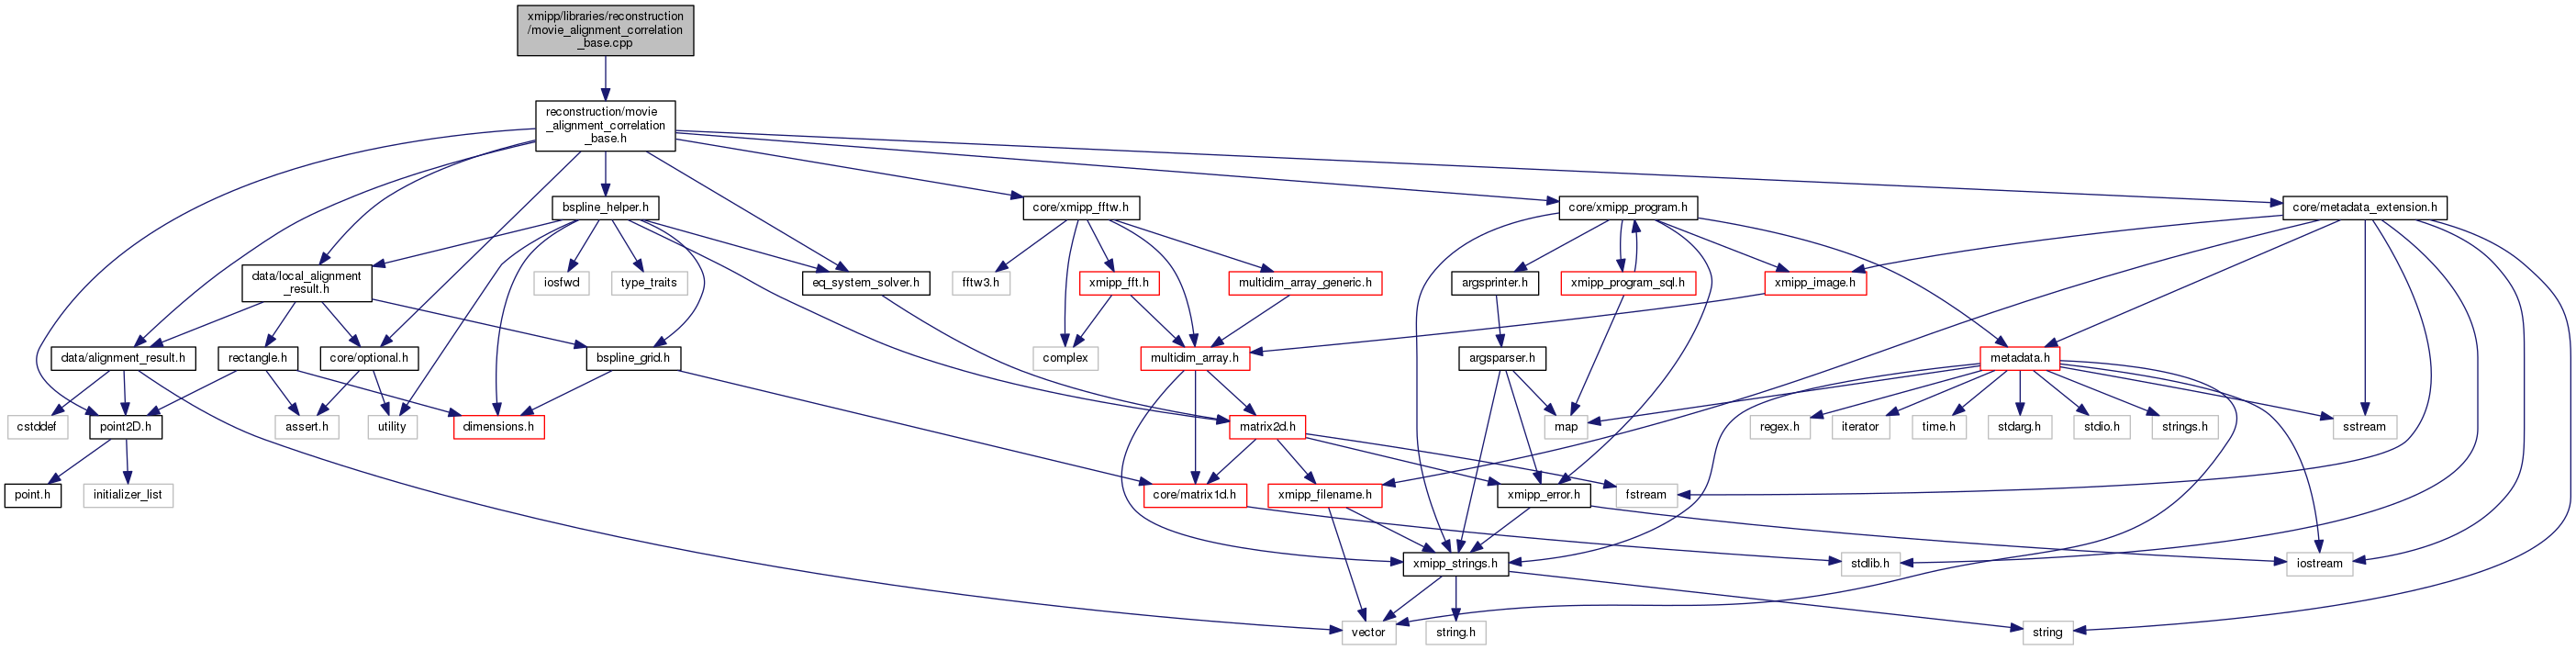 xmipp/libraries/reconstruction
/movie_alignment_correlation
_base.cpp
reconstruction/movie
_alignment_correlation
_base.h
bspline_helper.h
core/xmipp_fftw.h
core/xmipp_program.h
core/metadata_extension.h
data/local_alignment
_result.h
iosfwd
type_traits
eq_system_solver.h
fftw3.h
xmipp_fft.h
multidim_array_generic.h
argsprinter.h
xmipp_program_sql.h
xmipp_image.h
data/alignment_result.h
rectangle.h
core/optional.h
bspline_grid.h
complex
multidim_array.h
argsparser.h
metadata.h
cstddef
point2D.h
assert.h
utility
dimensions.h
matrix2d.h
map
regex.h
iterator
time.h
stdarg.h
stdio.h
strings.h
sstream
point.h
initializer_list
core/matrix1d.h
xmipp_filename.h
xmipp_error.h
fstream
xmipp_strings.h
stdlib.h
iostream
vector
string.h
string